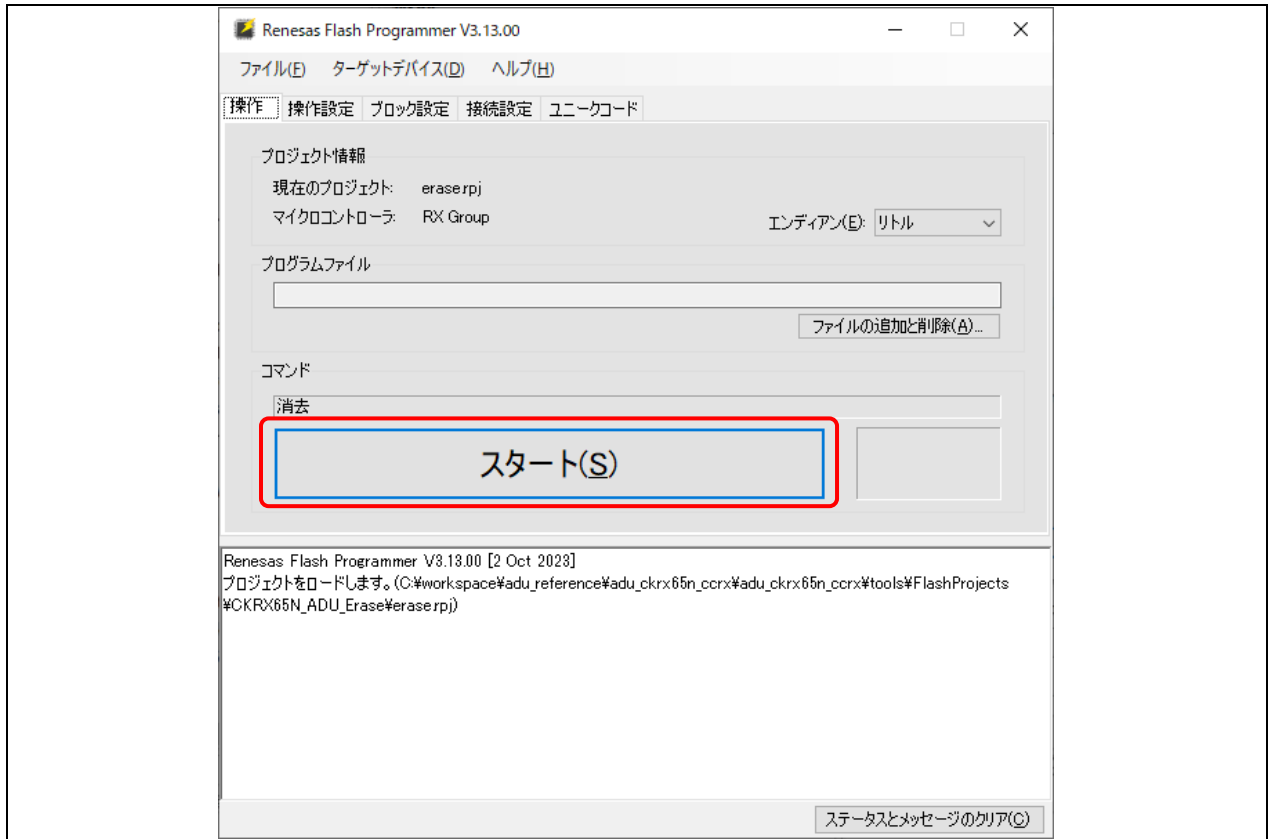 Renesas Flash Programmer V3.13.00
ファイル(F) ターゲットデバイス(D) ヘルプ(H)
操作 操作設定 ブロック設定 接続設定 ユニークコード
プロジェクト情報
現在のプロジェクト: erase.rpj
マイクロコントローラ: RX Group エンディアン(E): リトル
プログラムファイル
ファイルの追加と削除(A)...
コマンド
消去
スタート(S)
Renesas Flash Programmer V3.13.00 [2 Oct 2023]
プロジェクトをロードします。(C:¥workspace¥adu_reference¥adu_ckrx65n_ccrx¥adu_ckrx65n_ccrx¥tools¥FlashProjects
¥CKRX65N_ADU_Erase¥erase.rpj)
ステータスとメッセージのクリア(C)